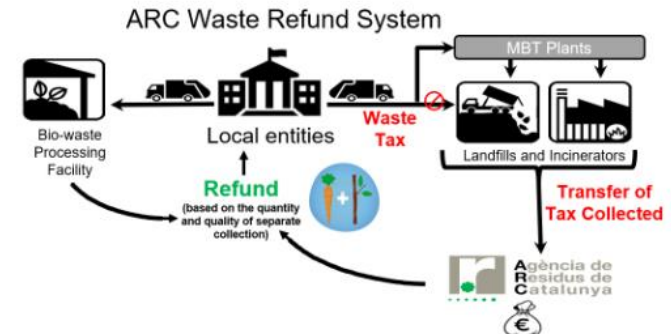 ARC Waste Refund System
MBT Plants
Waste
Tax
Bio-waste
Processing
Facility
Local entities
Landfills and Incinerators
Refund
(based on the quantity
and quality of separate
collection)
Transfer of
Tax Collected
Agència de
Residus de
Catalunya
€